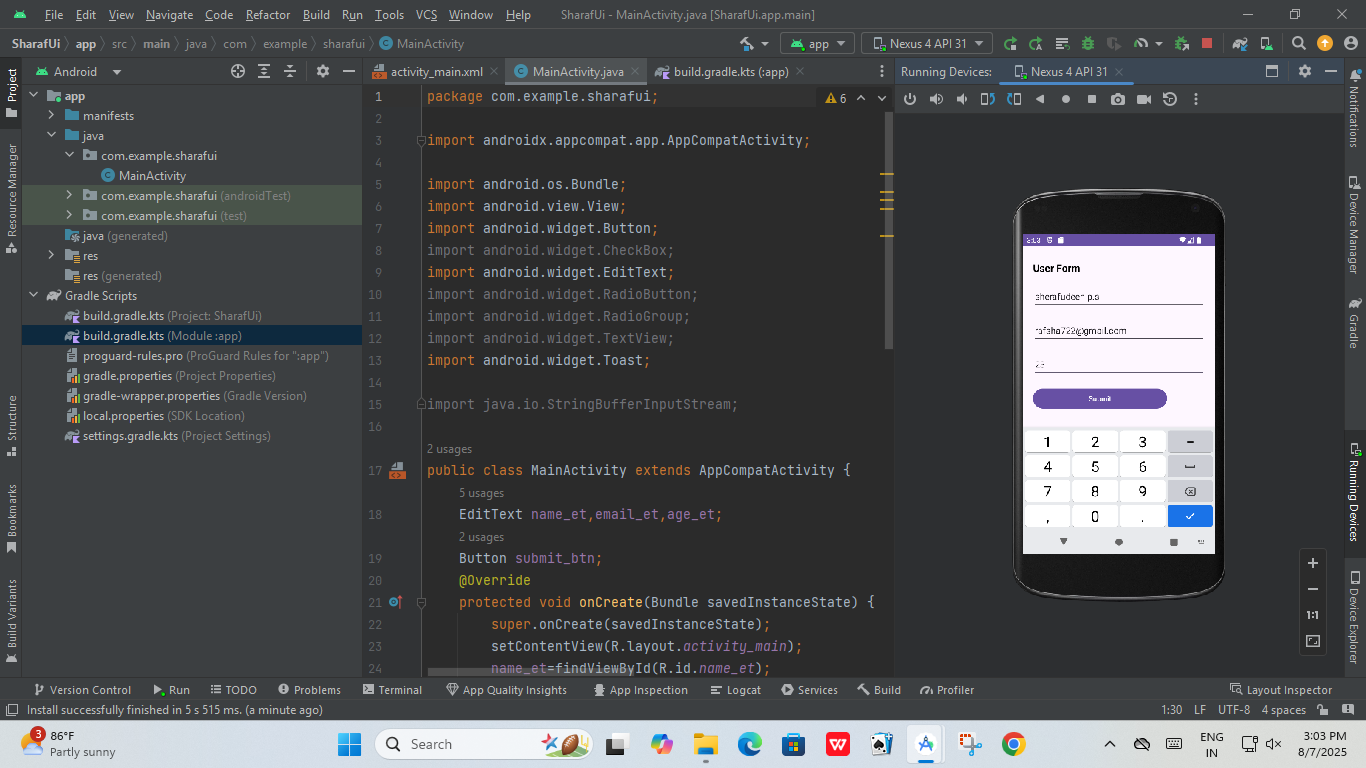 File Edit View Navigate Code Refactor Build Run Tools VCS Window Help SharafUi - MainActivity.java [SharafUi.app.main]
SharafUi app src main java com example sharafui MainActivity app Nexus 4 API 31
Project
Android
activity_main.xml MainActivity.java build.gradle.kts (:app)
Running Devices: Nexus 4 API 31
Resource Manager
Structure
Bookmarks
Build Variants
app
manifests
java
com.example.sharafui
MainActivity
com.example.sharafui (androidTest)
com.example.sharafui (test)
java (generated)
res
res (generated)
Gradle Scripts
build.gradle.kts (Project: SharafUi)
build.gradle.kts (Module :app)
proguard-rules.pro (ProGuard Rules for ":app")
gradle.properties (Project Properties)
gradle-wrapper.properties (Gradle Version)
local.properties (SDK Location)
settings.gradle.kts (Project Settings)
1 package com.example.sharafui; 6
2
3 import androidx.appcompat.app.AppCompatActivity;
4
5 import android.os.Bundle;
6 import android.view.View;
7 import android.widget.Button;
8 import android.widget.CheckBox;
9 import android.widget.EditText;
10 import android.widget.RadioButton;
11 import android.widget.RadioGroup;
12 import android.widget.TextView;
13 import android.widget.Toast;
14
15 import java.io.StringBufferInputStream;
16
2 usages
17 public class MainActivity extends AppCompatActivity {
5 usages
18 EditText name_et,email_et,age_et;
2 usages
19 Button submit_btn;
20 @Override
21 protected void onCreate(Bundle savedInstanceState) {
22 super.onCreate(savedInstanceState);
23 setContentView(R.layout.activity_main);
24 name_et=findViewById(R.id.name_et);
User Form
sherafudeen p.s
rafsha722@gmail.com
Submit
1 2 3 -
4 5 6
7 8 9
, 0 .
1:1
Notifications
Device Manager
Gradle
Running Devices
Device Explorer
Version Control Run TODO Problems Terminal App Quality Insights App Inspection Logcat Services Build Profiler Layout Inspector
Install successfully finished in 5 s 515 ms. (a minute ago) 1:30 LF UTF-8 4 spaces
3
86°F
Partly sunny
Search
W
ENG
IN
3:03 PM
8/7/2025